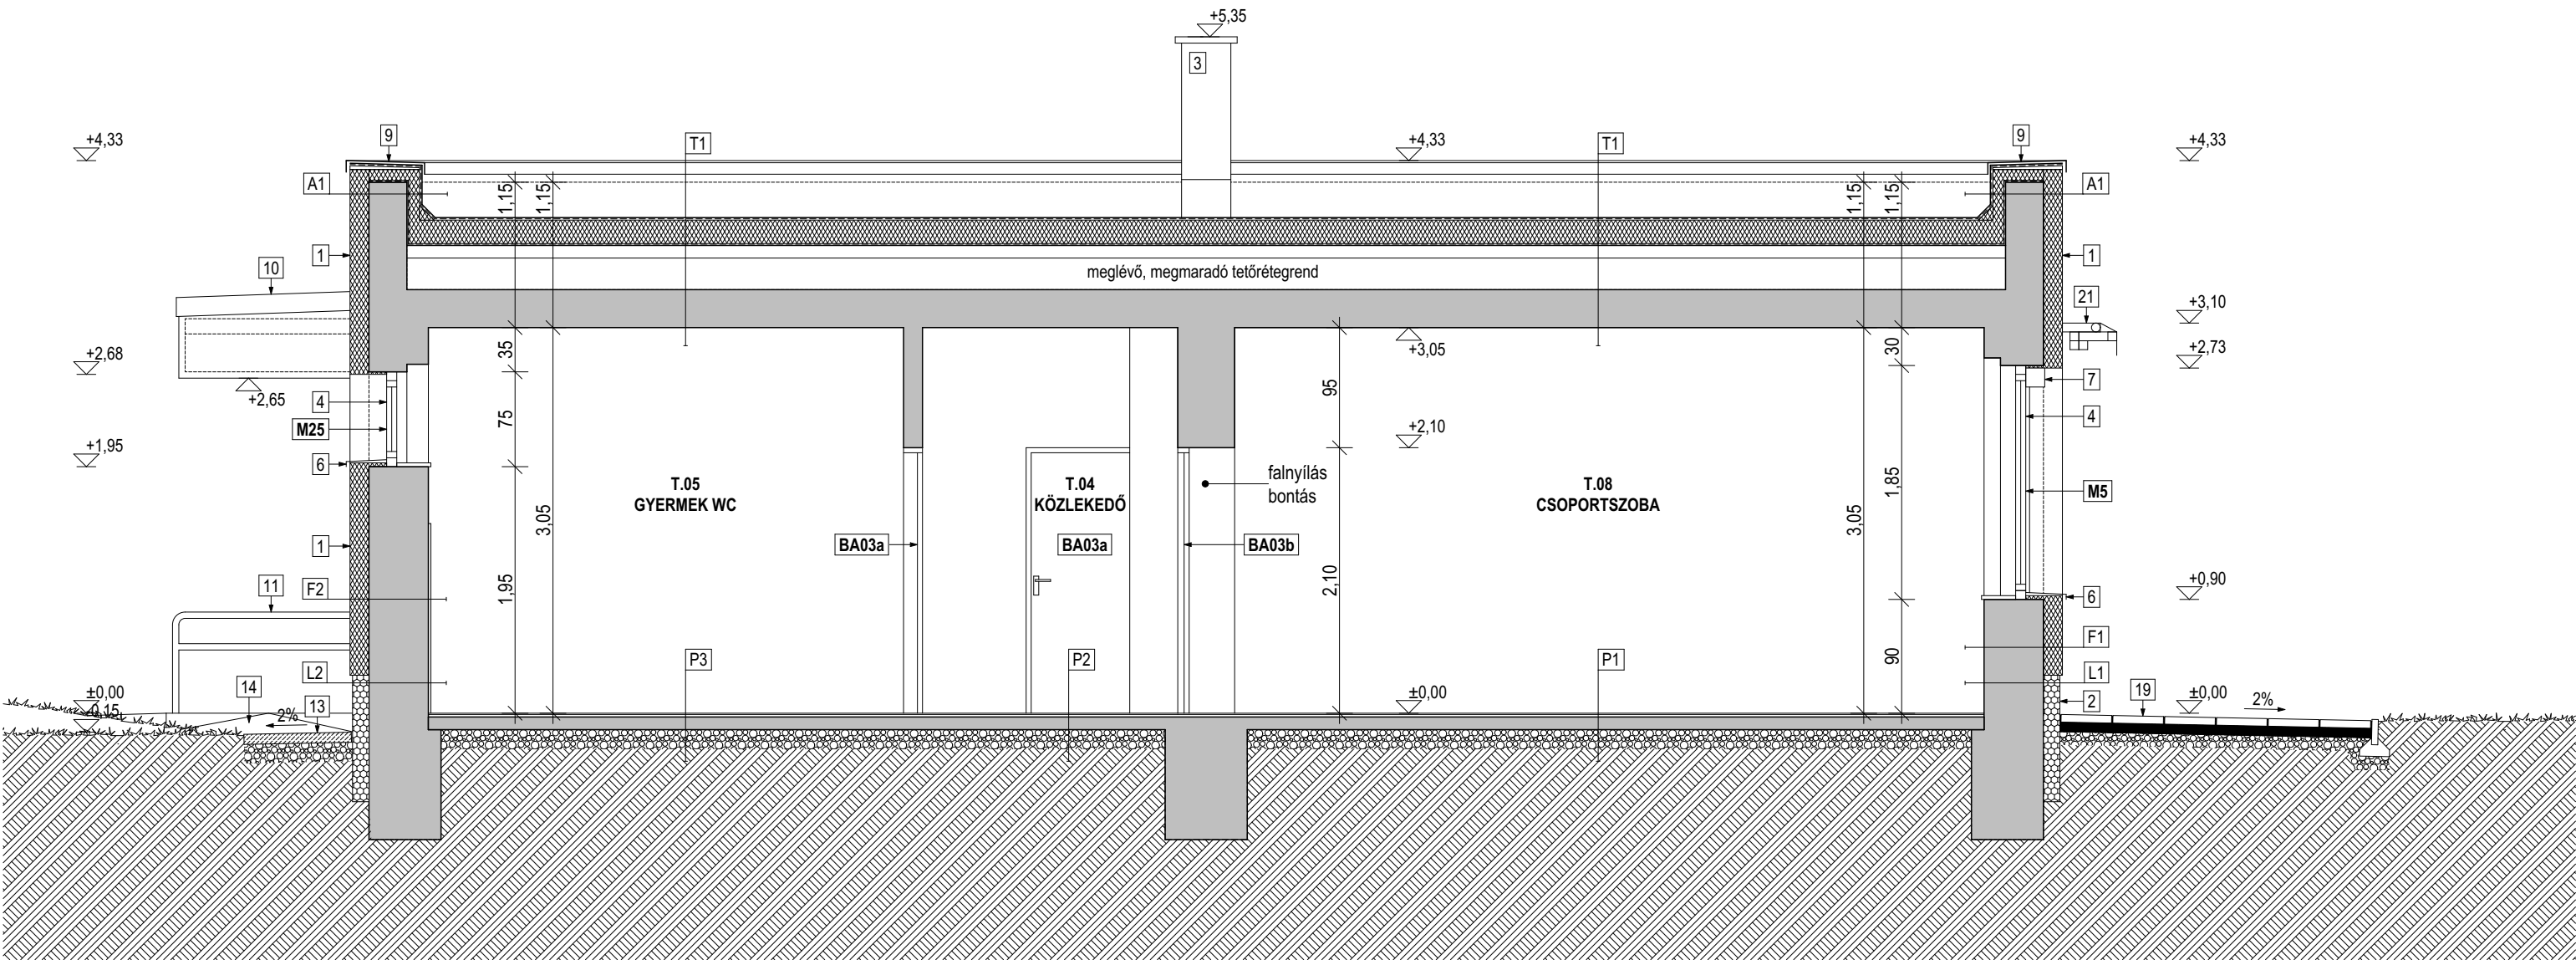 +5,35
3
+4,33
9
T1
+4,33
T1
9
+4,33
A1
1,15
1,15
1,15
1,15
A1
1
1
10
meglévő, megmaradó tetőrétegrend
21
+3,10
+2,68
35
+3,05
30
+2,73
+2,65
4
75
95
7
4
M25
+1,95
6
+2,10
T.05
GYERMEK WC
T.04
KÖZLEKEDŐ
falnyílás
bontás
T.08
CSOPORTSZOBA
1,85
M5
3,05
3,05
1
BA03a
BA03a
BA03b
11
F2
1,95
2,10
+0,90
6
F1
L2
P3
P2
P1
90
L1
14
13
±0,00
-0,15
2%
±0,00
2
19
±0,00
2%